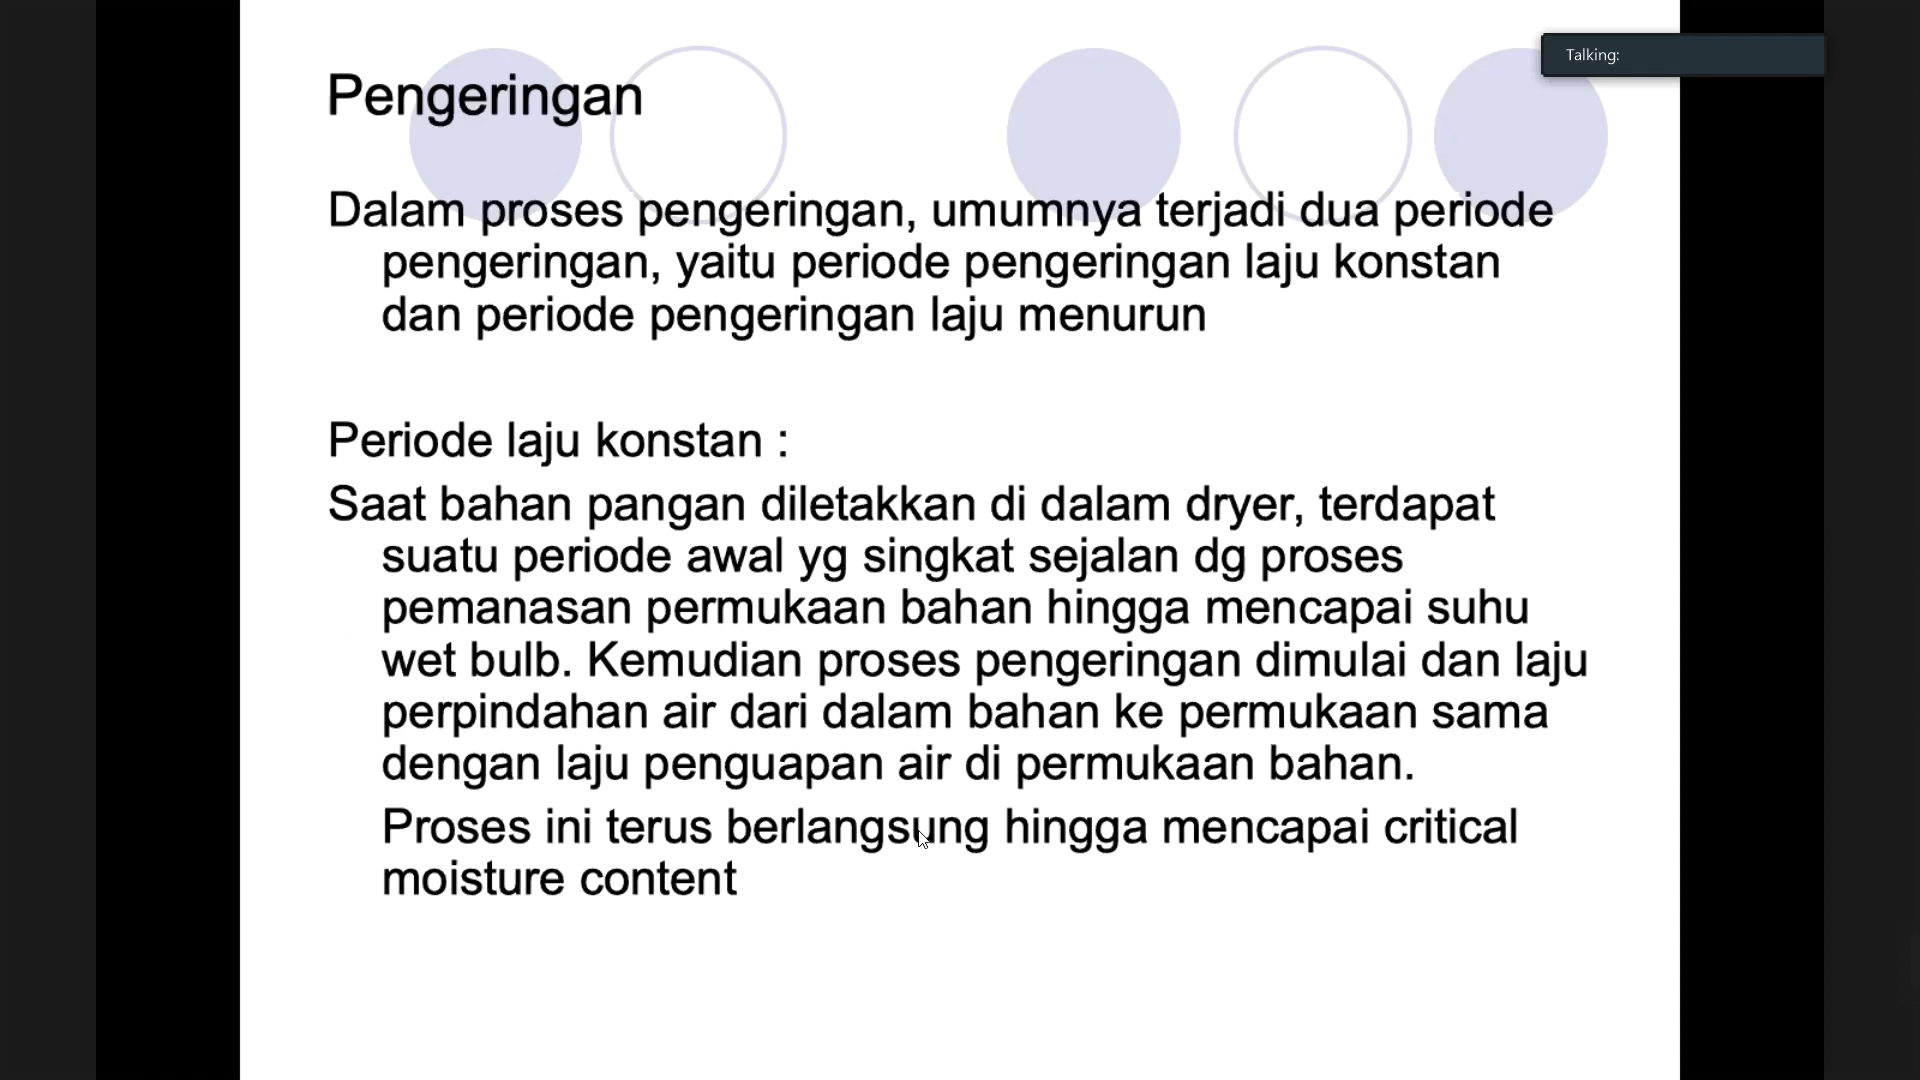 Talking:
Pengeringan
Dalam proses pengeringan, umumnya terjadi dua periode
pengeringan, yaitu periode pengeringan laju konstan
dan periode pengeringan laju menurun
Periode laju konstan :
Saat bahan pangan diletakkan di dalam dryer, terdapat
suatu periode awal yg singkat sejalan dg proses
pemanasan permukaan bahan hingga mencapai suhu
wet bulb. Kemudian proses pengeringan dimulai dan laju
perpindahan air dari dalam bahan ke permukaan sama
dengan laju penguapan air di permukaan bahan.
Proses ini terus berlangsung hingga mencapai critical
moisture content